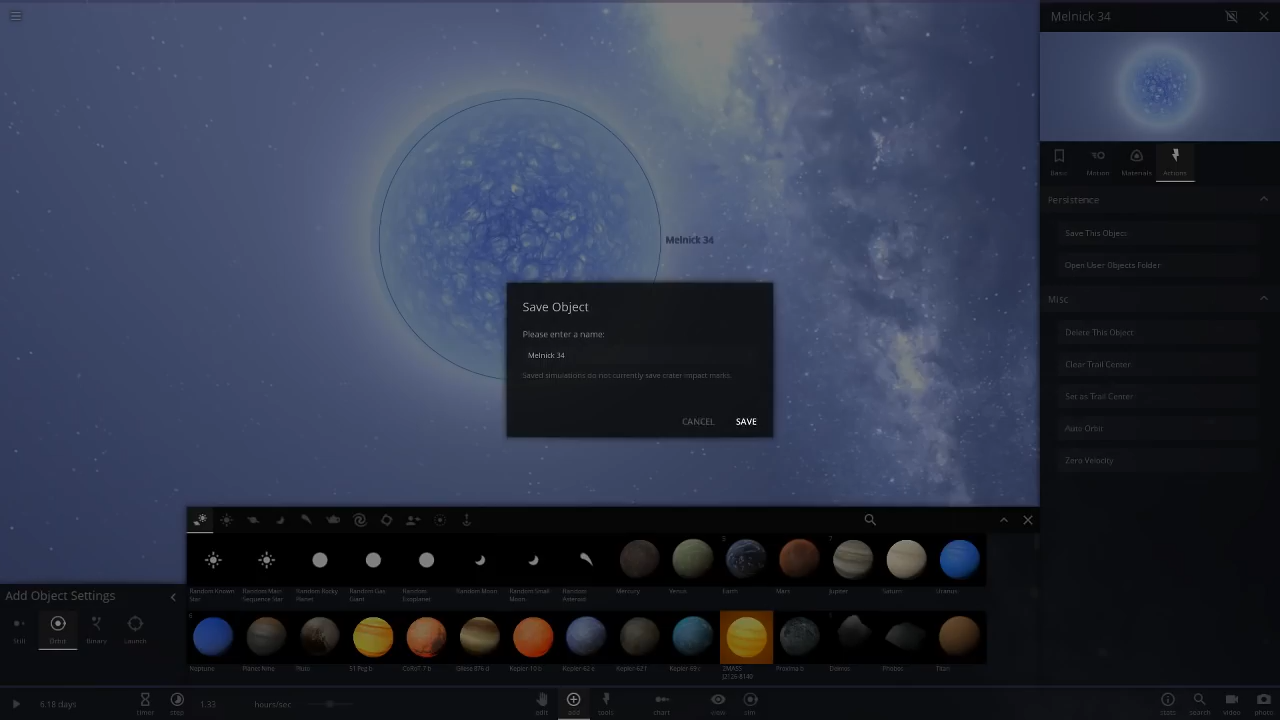 Melnick 34
Basic Motion Materials Actions
Persistence
Save This Object
Open User Objects Folder
Misc
Delete This Object
Clear Trail Center
Set as Trail Center
Auto Orbit
Zero Velocity
Melnick 34
Save Object
Please enter a name:
Melnick 34
Saved simulations do not currently save crater impact marks.
CANCEL SAVE
Random Known Star
Random Main Sequence Star
Random Rocky Planet
Random Gas Giant
Random Exoplanet
Random Moon
Random Small Moon
Random Asteroid
Mercury
Venus
Earth
Mars
Jupiter
Saturn
Uranus
Neptune
Planet Nine
Pluto
51 Peg b
CoRoT-7 b
Gliese 876 d
Kepler-10 b
Kepler-62 e
Kepler-62 f
Kepler-69 c
2MASS J2126-8140
Proxima b
Deimos
Phobos
Titan
Add Object Settings
Still Orbit Binary Launch
6.18 days
timer
step
1.33 hours/sec
edit add tools chart view sim
stats search video photo